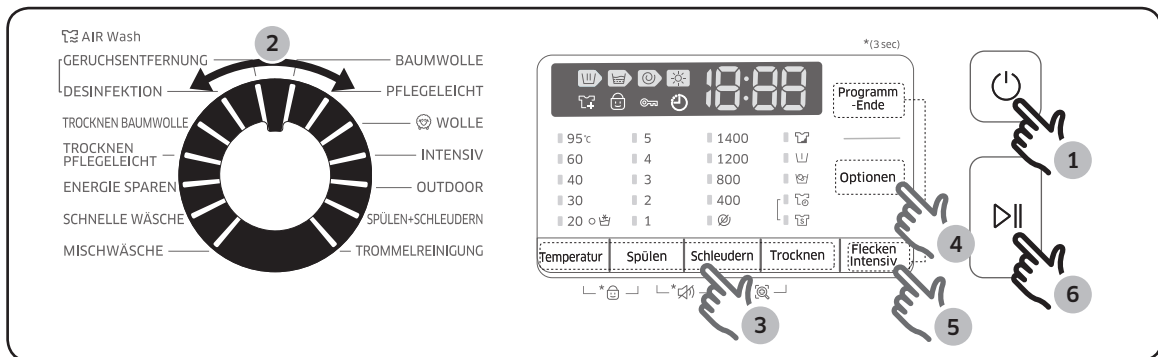 AIR Wash
GERUCHSENTFERNUNG
DESINFEKTION
TROCKNEN BAUMWOLLE
TROCKNEN
PFLEGELEICHT
ENERGIE SPAREN
SCHNELLE WÄSCHE
MISCHWÄSCHE
2
BAUMWOLLE
PFLEGELEICHT
WOLLE
INTENSIV
OUTDOOR
SPÜLEN+SCHLEUDERN
TROMMELREINIGUNG
*(3 sec)
18:88
Programm
-Ende
95℃ 5 1400
60 4 1200
40 3 800
30 2 400
20 1
Optionen
4
Temperatur Spülen Schleudern Trocknen Flecken
Intensiv
* *
3
5
1
6